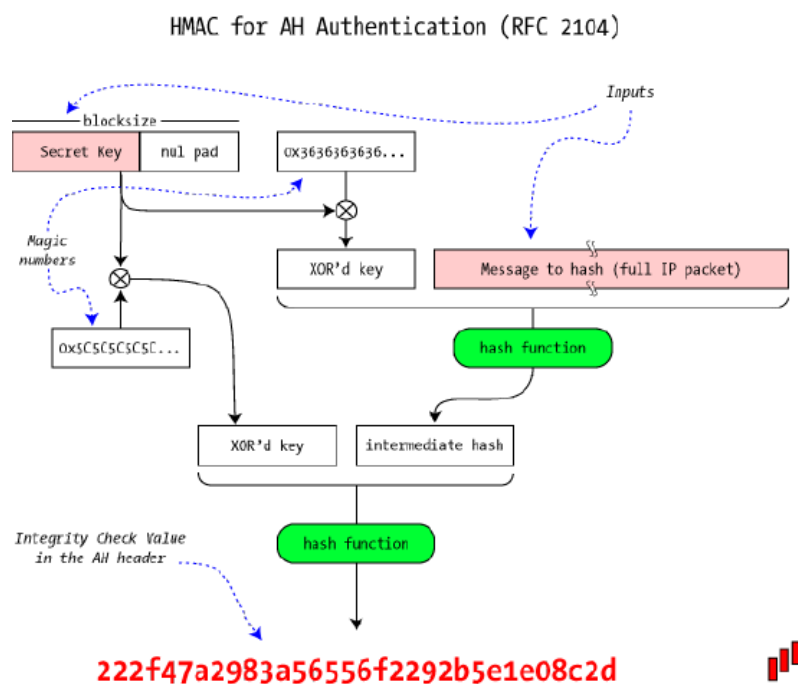 HMAC for AH Authentication (RFC 2104)
Inputs
blocksize
Secret Key
nul pad
0x3636363636...
Magic
numbers
XOR'd key
Message to hash (full IP packet)
0x5C5C5C5C5C...
hash function
XOR'd key
intermediate hash
Integrity Check Value
in the AH header
hash function
222f47a2983a56556f2292b5e1e08c2d